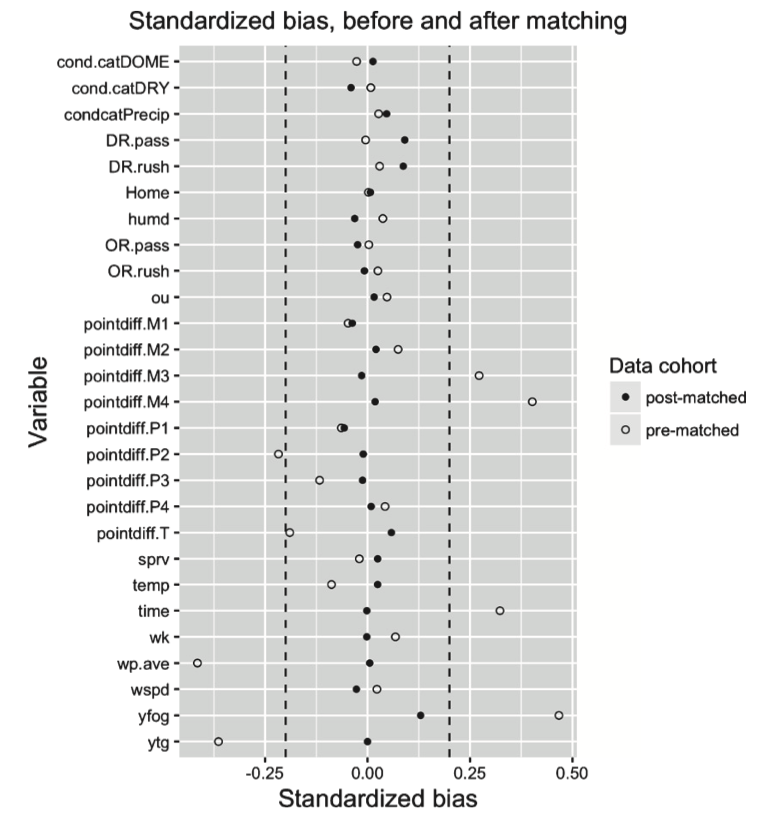 Standardized bias, before and after matching
cond.catDOME
cond.catDRY
condcatPrecip
DR.pass
DR.rush
Home
humd
OR.pass
OR.rush
ou
pointdiff.M1
pointdiff.M2
pointdiff.M3
pointdiff.M4
pointdiff.P1
pointdiff.P2
pointdiff.P3
pointdiff.P4
pointdiff.T
sprv
temp
time
wk
wp.ave
wspd
yfog
ytg
Variable
-0.25 0.00 0.25 0.50
Standardized bias
Data cohort
post-matched
pre-matched